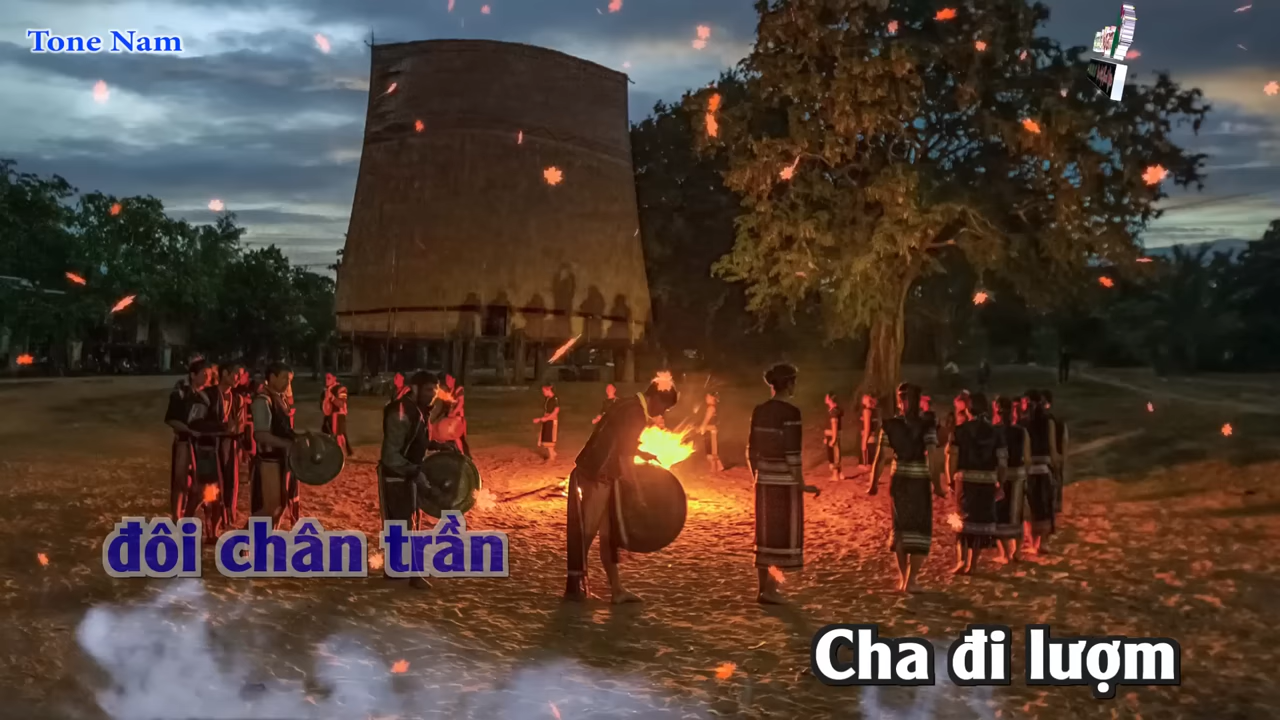 Tone Nam
đôi chân trần
Cha đi lượm